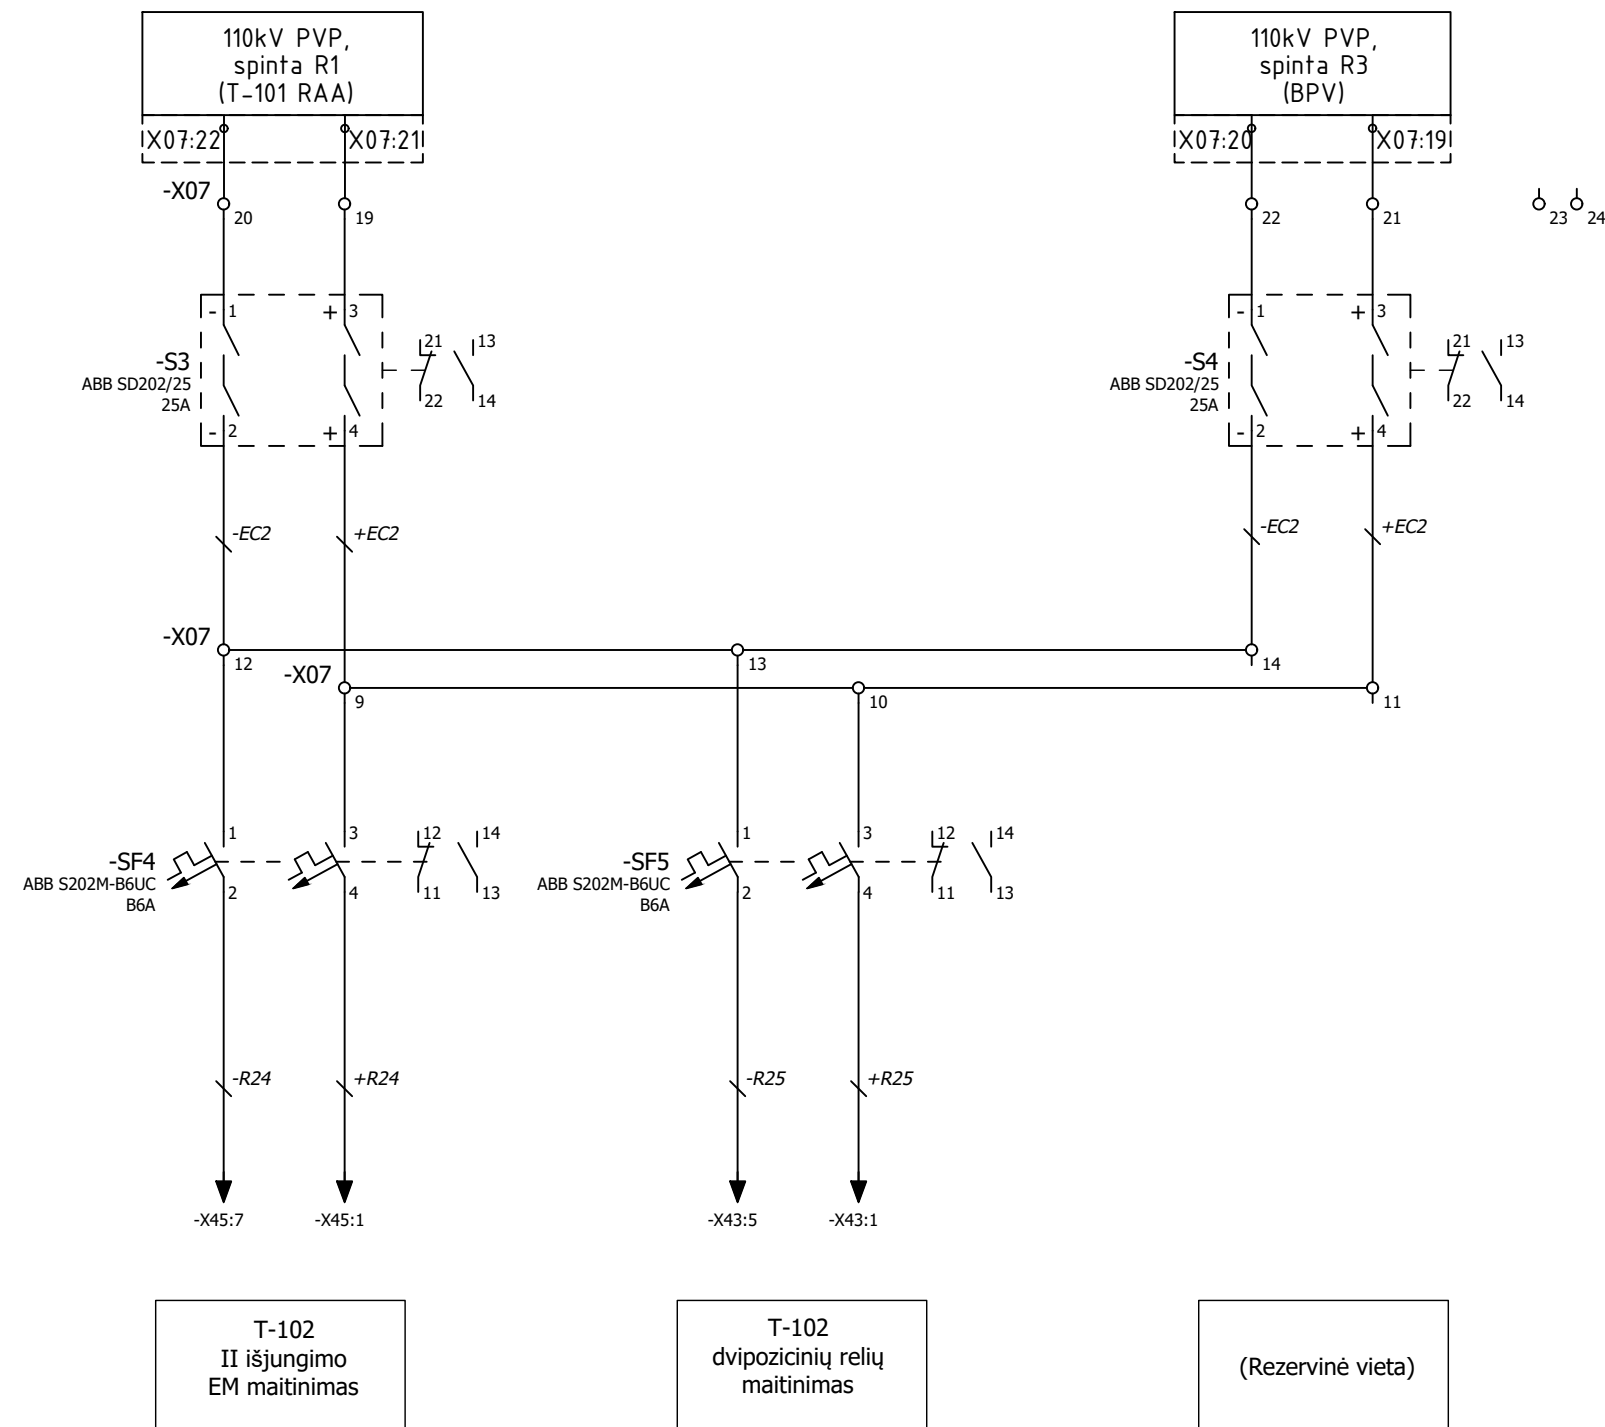 110kV PVP,
spinta R1
(T-101 RAA)
X07:22
X07:21
110kV PVP,
spinta R3
(BPV)
X07:20
X07:19
-X07
20
19
22
21
23
24
- 1
+ 3
-S3
ABB SD202/25
25A
21
13
22
14
- 2
+ 4
- 1
+ 3
-S4
ABB SD202/25
25A
21
13
22
14
- 2
+ 4
-EC2
+EC2
-EC2
+EC2
-X07
12
13
14
-X07
9
10
11
1
3
12
14
-SF4
ABB S202M-B6UC
B6A
2
4
11
13
1
3
12
14
-SF5
ABB S202M-B6UC
B6A
2
4
11
13
-R24
+R24
-R25
+R25
-X45:7
-X45:1
-X43:5
-X43:1
T-102
II išjungimo
EM maitinimas
T-102
dvipozicinių relių
maitinimas
(Rezervinė vieta)